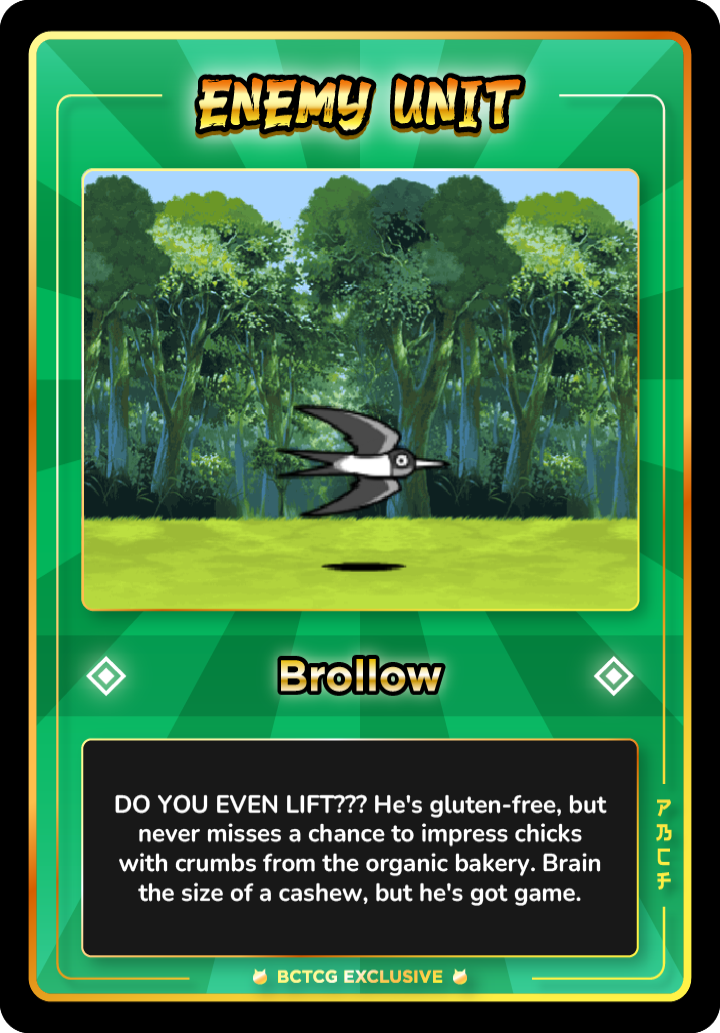 ENEMY UNIT
Brollow
DO YOU EVEN LIFT??? He's gluten-free, but
never misses a chance to impress chicks
with crumbs from the organic bakery. Brain
the size of a cashew, but he's got game.
BCTCG EXCLUSIVE